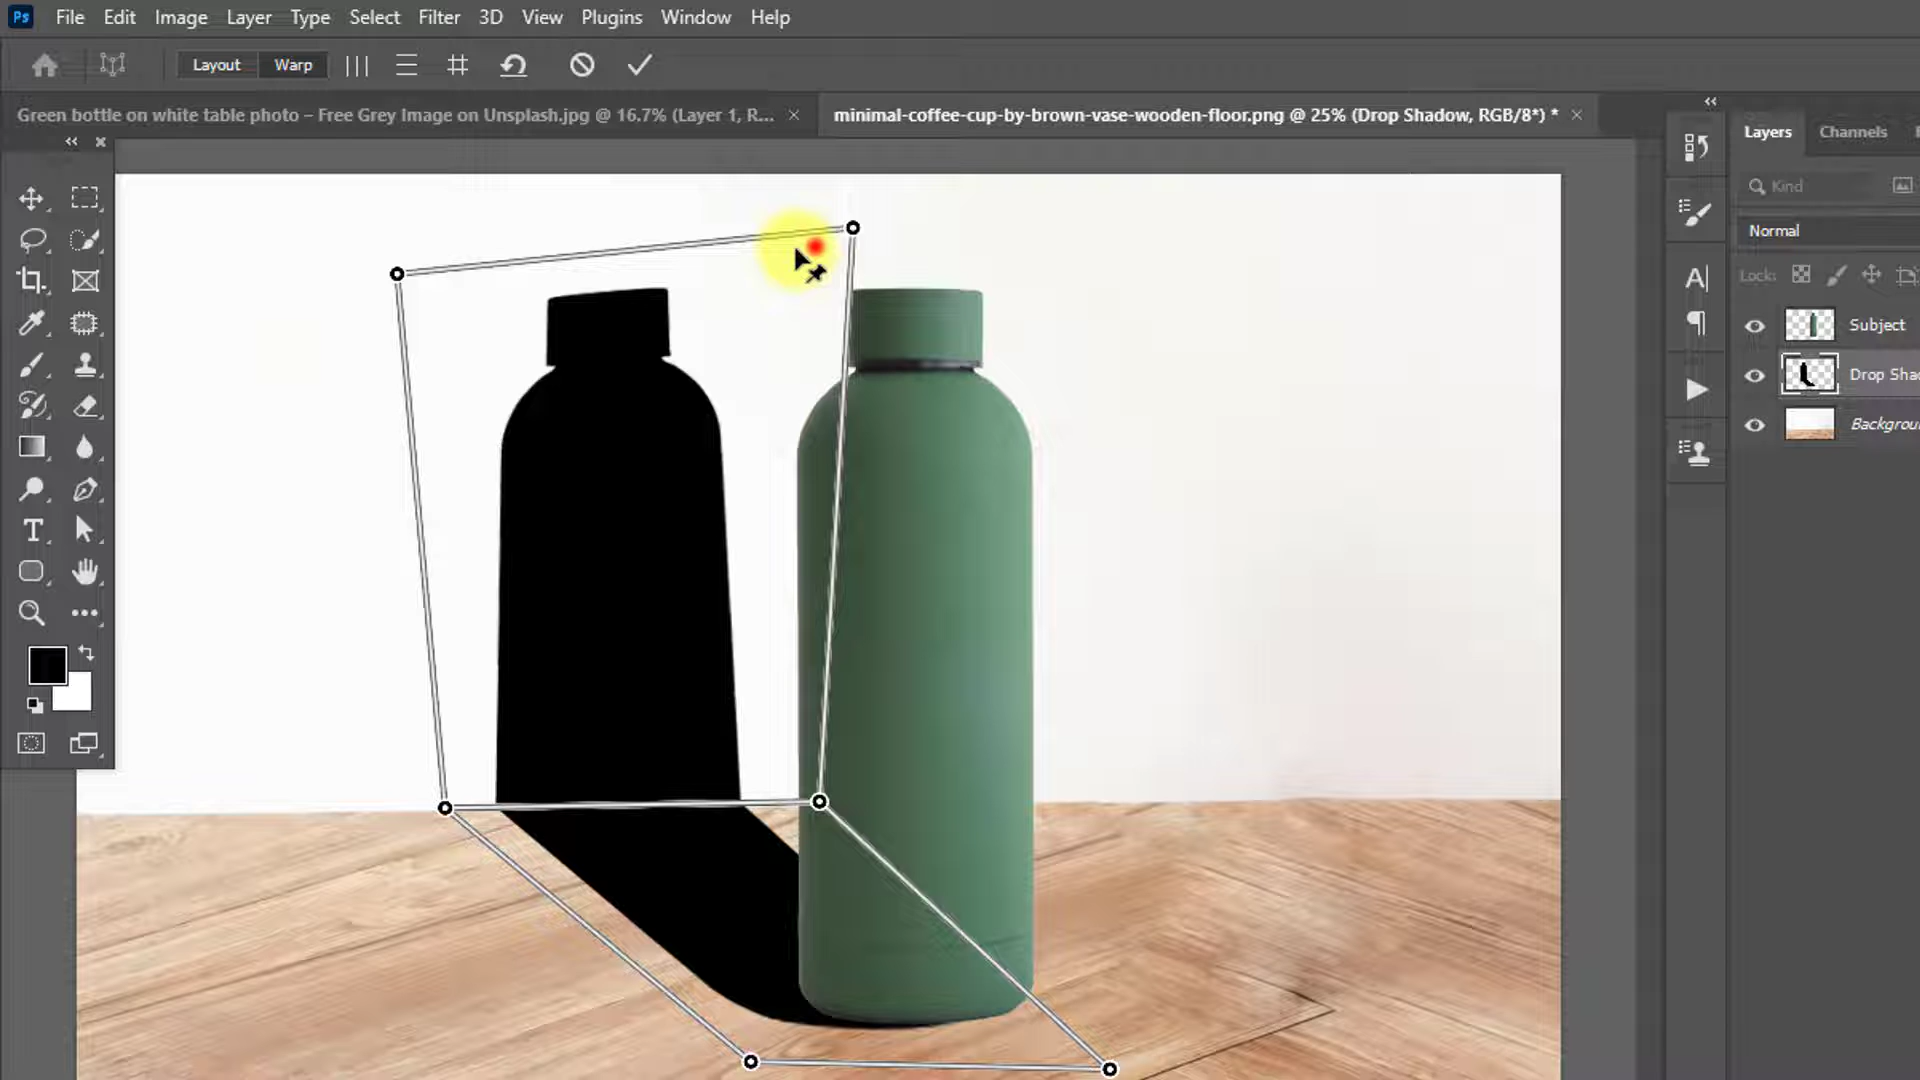 Ps File Edit Image Layer Type Select Filter 3D View Plugins Window Help
Layout Warp
Green bottle on white table photo – Free Grey Image on Unsplash.jpg @ 16.7% (Layer 1, R... × minimal-coffee-cup-by-brown-vase-wooden-floor.png @ 25% (Drop Shadow, RGB/8*) * ×
Layers Channels
Kind
Normal
Lock:
Subject
Drop Shad
Backgrou